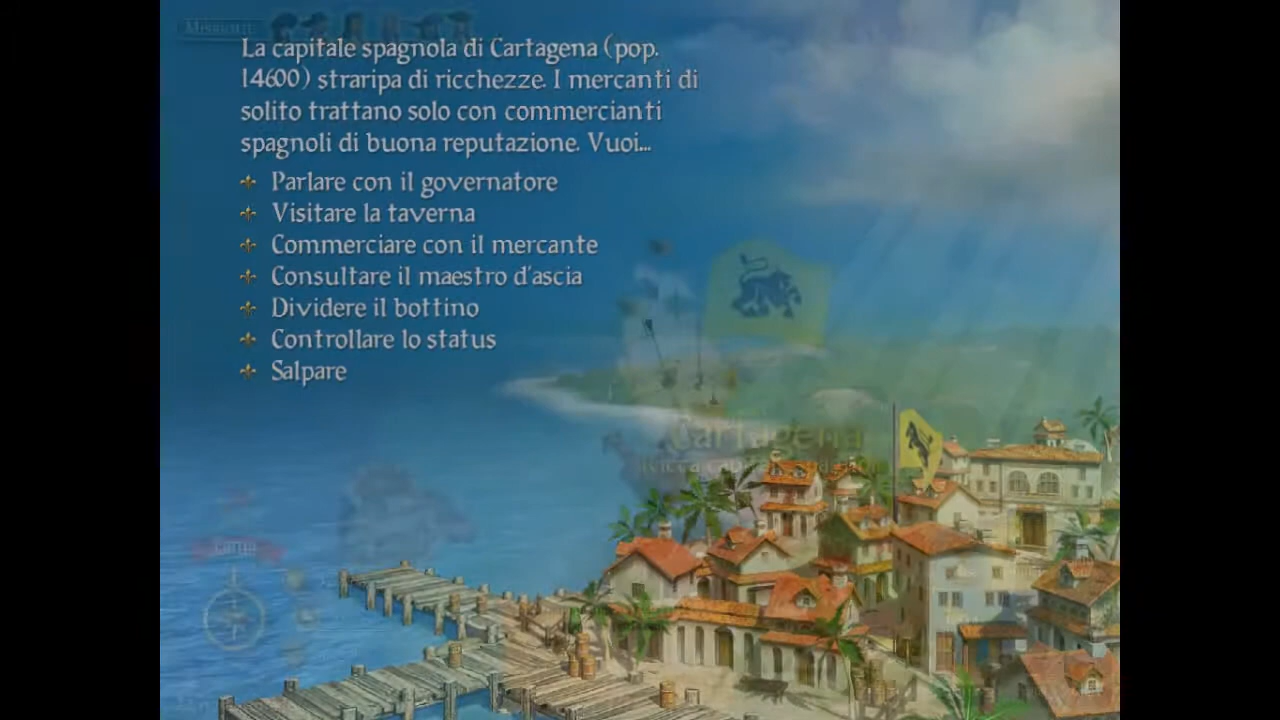 La capitale spagnola di Cartagena (pop.
14600) straripa di ricchezze. I mercanti di
solito trattano solo con commercianti
spagnoli di buona reputazione. Vuoi...
Parlare con il governatore
Visitare la taverna
Commerciare con il mercante
Consultare il maestro d'ascia
Dividere il bottino
Controllare lo status
Salpare
Cartagena